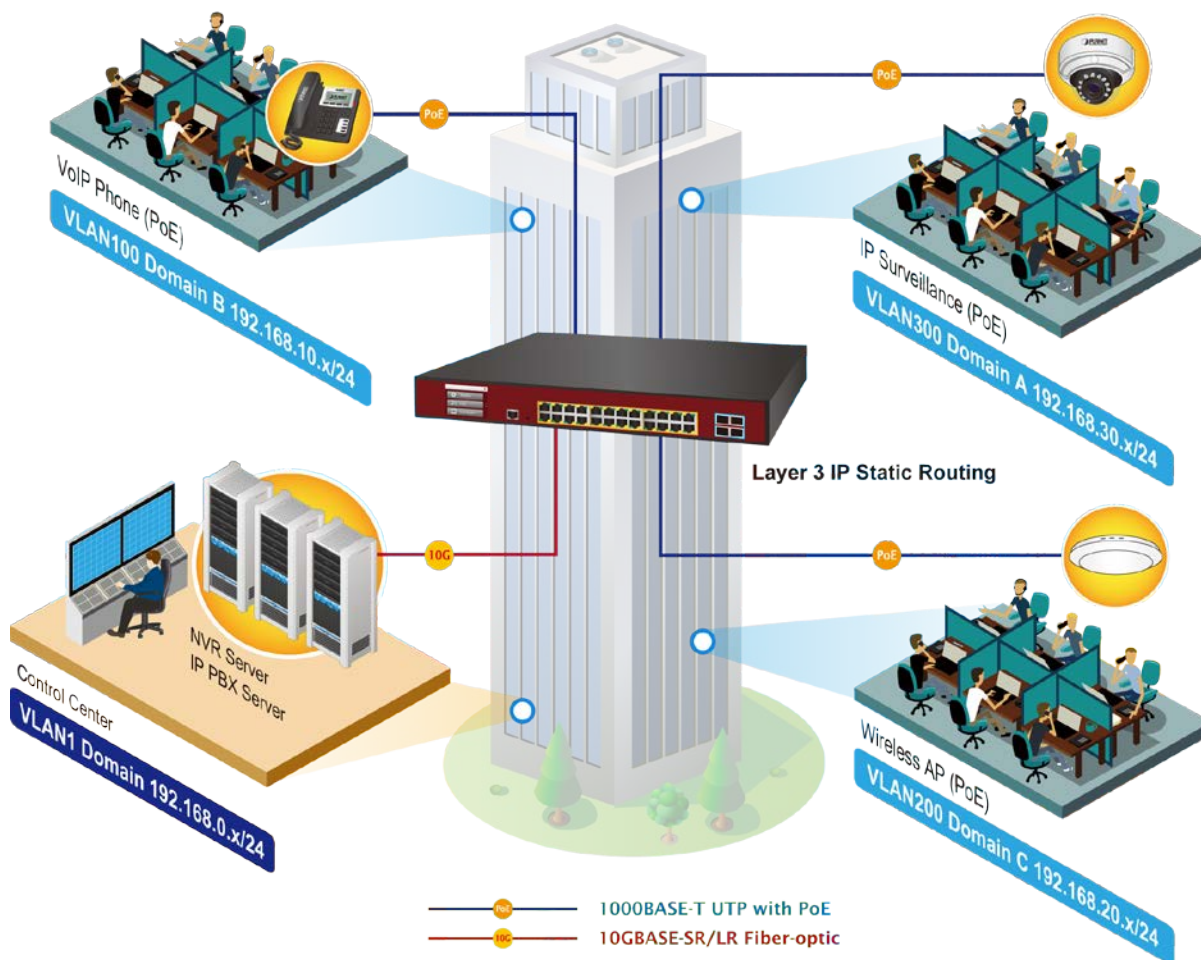 PoE
PoE
PLANET
VoIP Phone (PoE)
VLAN100 Domain B 192.168.10.x/24
IP Surveillance (PoE)
VLAN300 Domain A 192.168.30.x/24
Layer 3 IP Static Routing
10G
PoE
NVR Server
IP PBX Server
Control Center
VLAN1 Domain 192.168.0.x/24
Wireless AP (PoE)
VLAN200 Domain C 192.168.20.x/24
PoE 1000BASE-T UTP with PoE
10G 10GBASE-SR/LR Fiber-optic